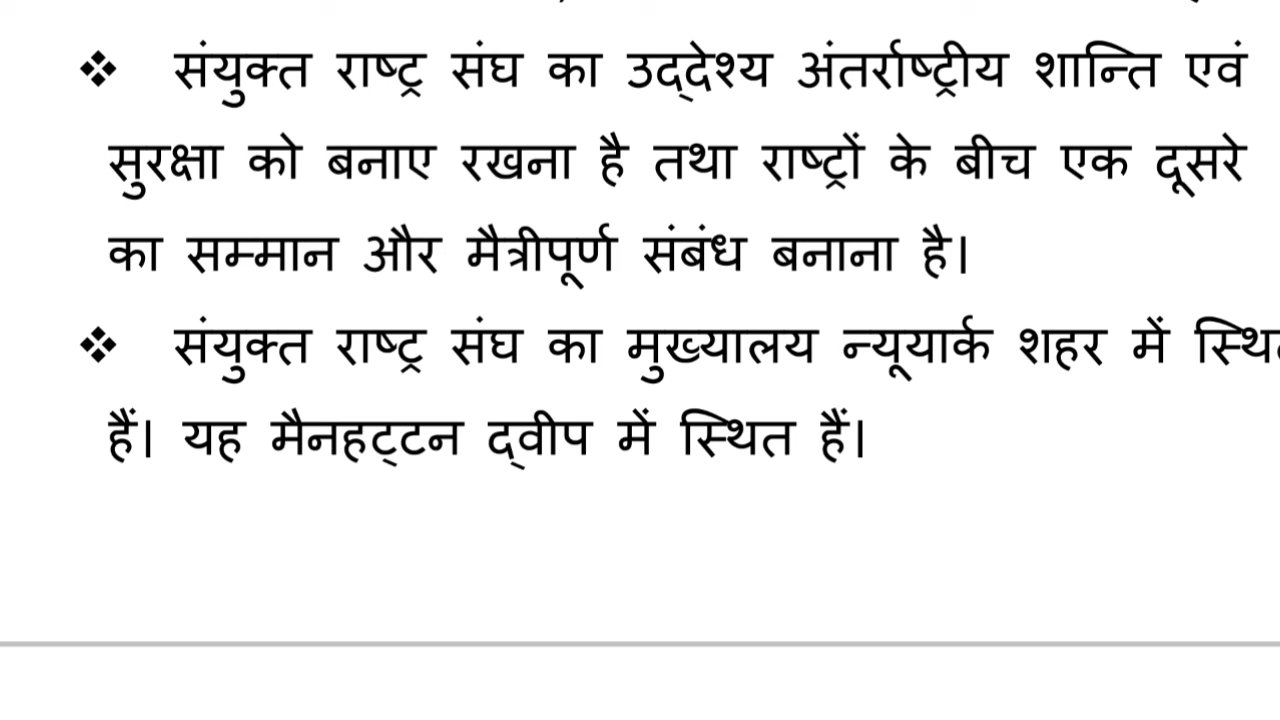 ❖ संयुक्त राष्ट्र संघ का उद्देश्य अंतर्राष्ट्रीय शान्ति एवं
सुरक्षा को बनाए रखना है तथा राष्ट्रों के बीच एक दूसरे
का सम्मान और मैत्रीपूर्ण संबंध बनाना है।
❖ संयुक्त राष्ट्र संघ का मुख्यालय न्यूयार्क शहर में
हैं। यह मैनहट्टन द्वीप में स्थित हैं।